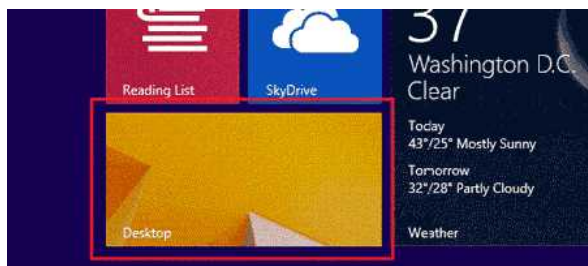 Reading List
SkyDrive
Desktop
37
Washington D.C.
Clear
Today
43°/25° Mostly Sunny
Tomorrow
32°/28° Partly Cloudy
Weather